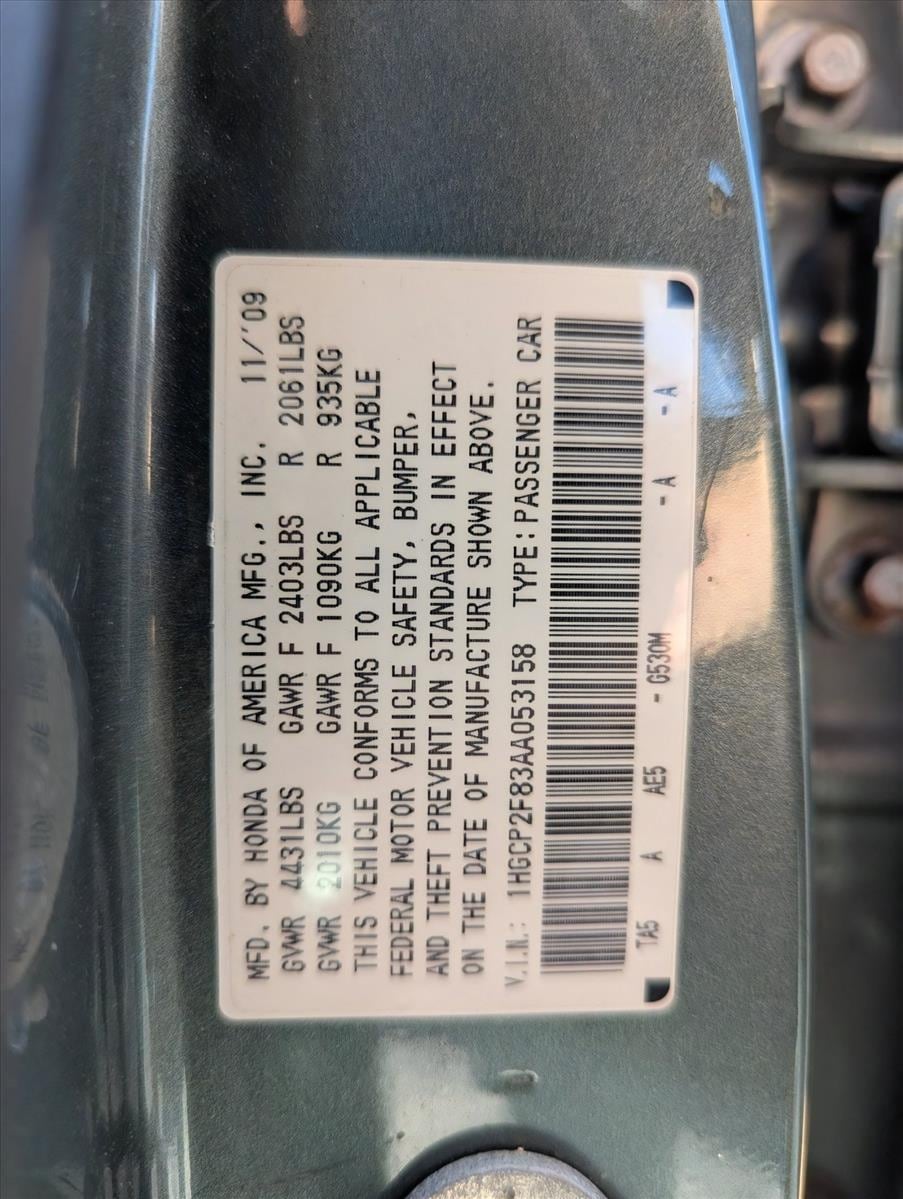 MFD. BY HONDA OF AMERICA MFG., INC. 11/'09
GVWR 4431LBS GAWR F 2403LBS R 2061LBS
GVWR 2010KG GAWR F 1090KG R 935KG
THIS VEHICLE CONFORMS TO ALL APPLICABLE
FEDERAL MOTOR VEHICLE SAFETY, BUMPER,
AND THEFT PREVENTION STANDARDS IN EFFECT
ON THE DATE OF MANUFACTURE SHOWN ABOVE.
V.I.N.: 1HGCP2F83AA053158 TYPE:PASSENGER CAR
TA5 A AE5 - G530M - A - A